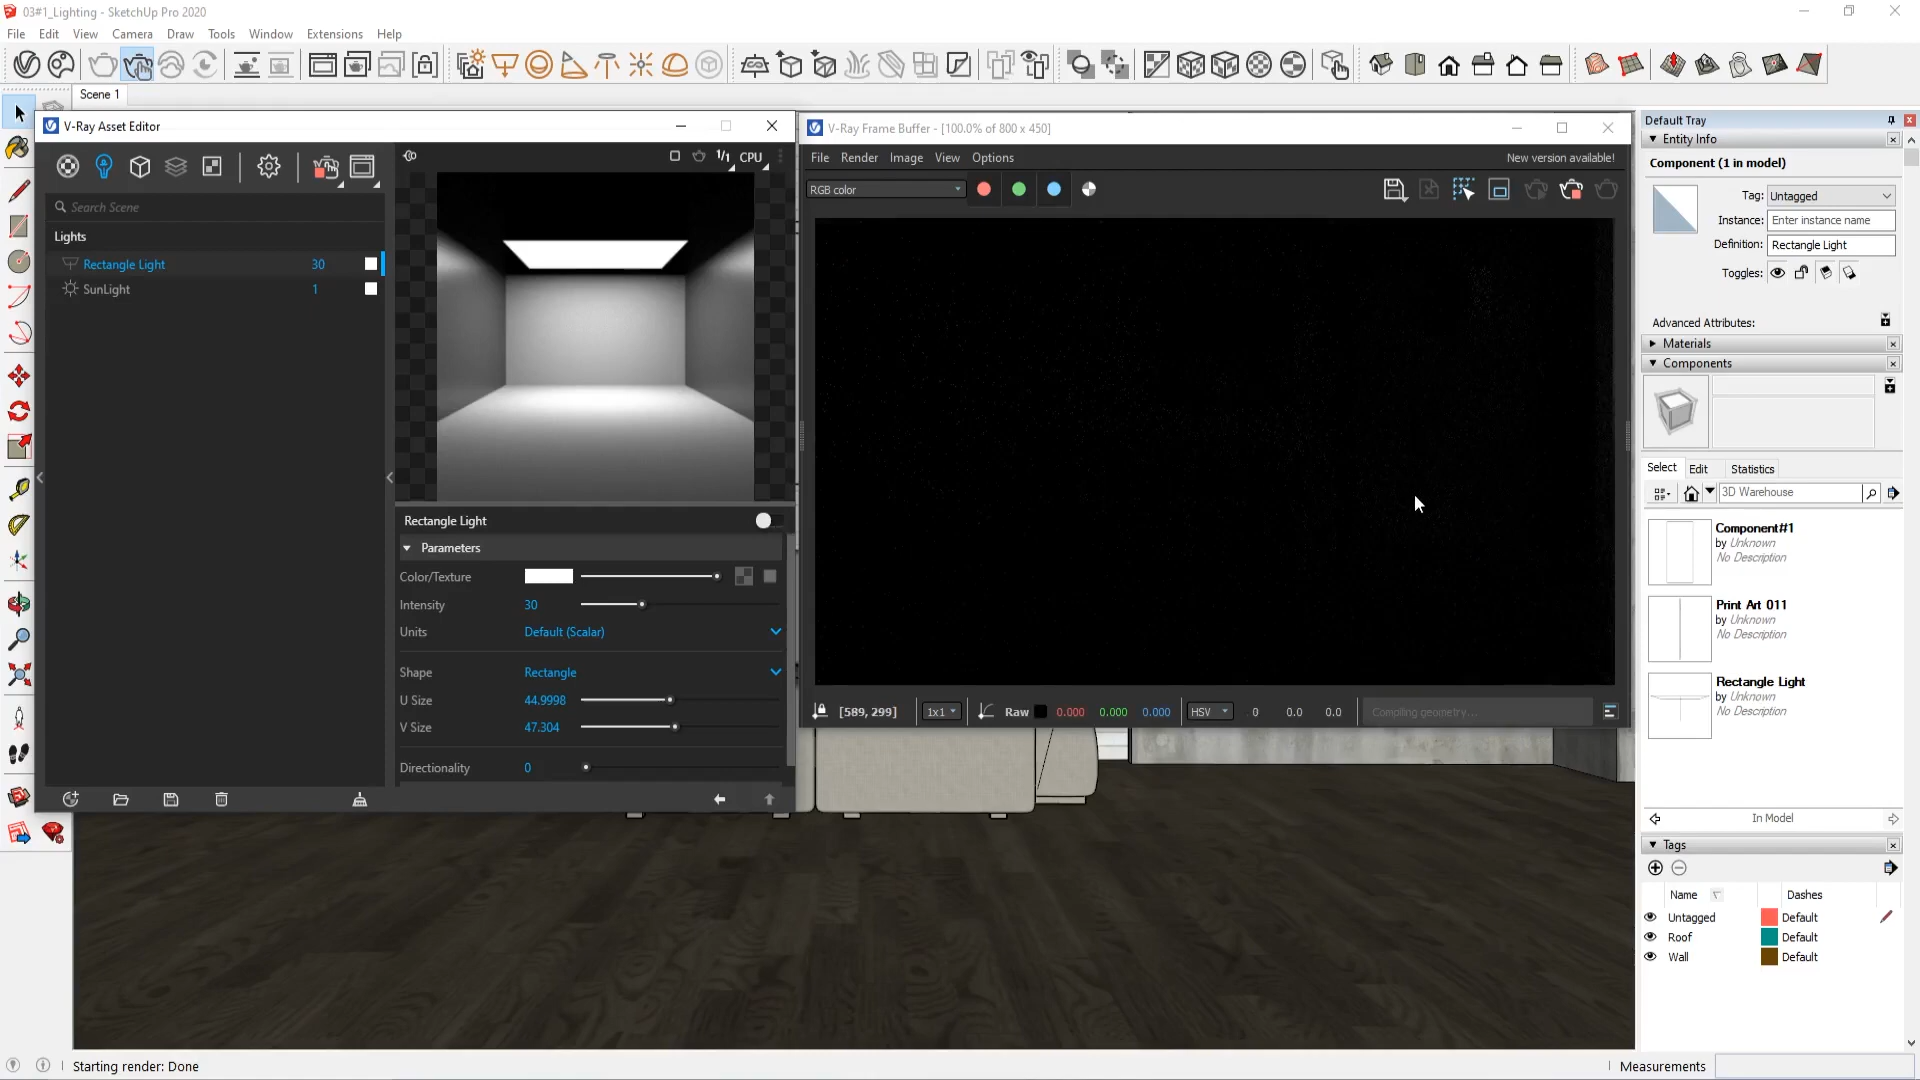 03#1_Lighting - SketchUp Pro 2020
File Edit View Camera Draw Tools Window Extensions Help
Scene 1
V-Ray Asset Editor
1/1 CPU
Search Scene
Lights
Rectangle Light 30
SunLight 1
Rectangle Light
Parameters
Color/Texture
Intensity 30
Units Default (Scalar)
Shape Rectangle
U Size 44.9998
V Size 47.304
Directionality 0
V-Ray Frame Buffer - [100.0% of 800 x 450]
File Render Image View Options New version available!
RGB color
[589, 299] 1x1 Raw 0.000 0.000 0.000 HSV 0 0.0 0.0 Compiling geometry...
Default Tray
Entity Info
Component (1 in model)
Tag: Untagged
Instance: Enter instance name
Definition: Rectangle Light
Toggles:
Advanced Attributes:
Materials
Components
Select Edit Statistics
3D Warehouse
Component#1
by Unknown
No Description
Print Art 011
by Unknown
No Description
Rectangle Light
by Unknown
No Description
In Model
Tags
Name Dashes
Untagged Default
Roof Default
Wall Default
Starting render: Done
Measurements